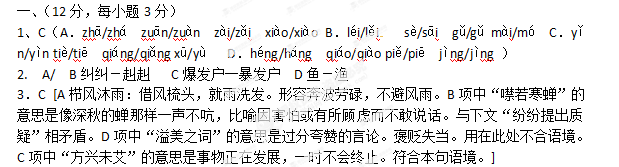 一、（12 分，每小题 3 分）
1、C（A．zhā/zhá zuān/zuàn zài/zǎi xiào/xiào B．léi/lěi sè/sāi gǔ/gǔ mài/mó C．yǐ
n/yìn tiè/tiē qiáng/qiǎng xū/yù D．héng/háng qiáo/qiào piě/piē jìng/jìng ）
2. A/ B 纠纠－赳赳 C 爆发户－暴发户 D 鱼－渔
3．C [A 栉风沐雨：借风梳头，就雨洗发。形容奔波劳碌，不避风雨。B 项中“噤若寒蝉”的
意思是像深秋的蝉那样一声不吭，比喻因害怕或有所顾虑而不敢说话。与下文“纷纷提出质
疑”相矛盾。D 项中“溢美之词”的意思是过分夸赞的言论。褒贬失当。用在此处不合语境。
C 项中“方兴未艾”的意思是事物正在发展，一时不会终止。符合本句语境。]